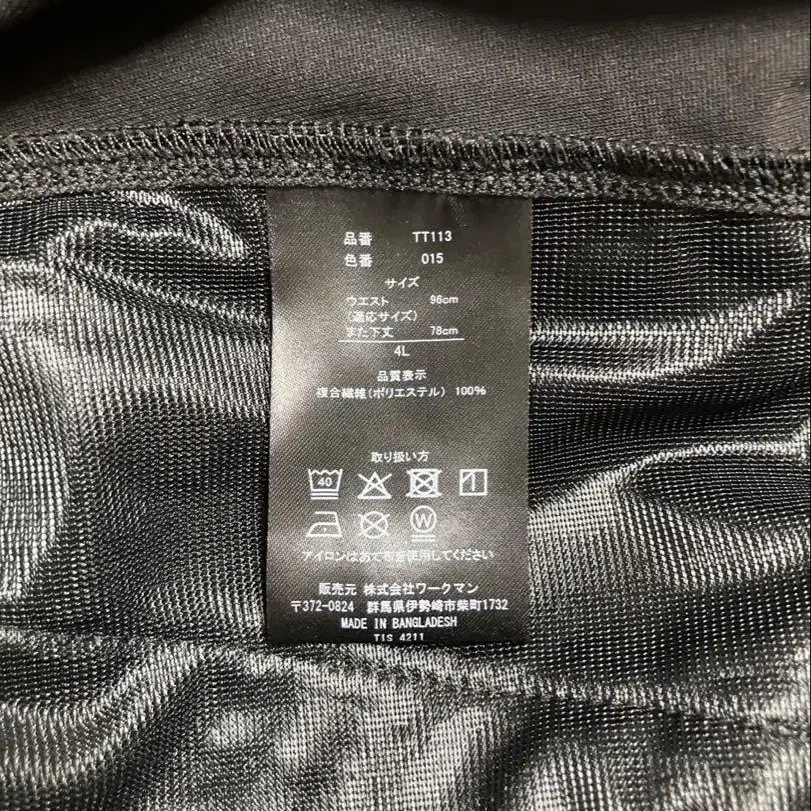 品番 TT113
色番 015
サイズ
ウエスト 96cm
(適応サイズ)
また下丈 78cm
4L
品質表示
複合繊維(ポリエステル) 100%
取り扱い方
40
W
アイロンはあて布を使用してください
販売元 株式会社ワークマン
〒372-0824 群馬県伊勢崎市柴町1732
MADE IN BANGLADESH
TIS 4211